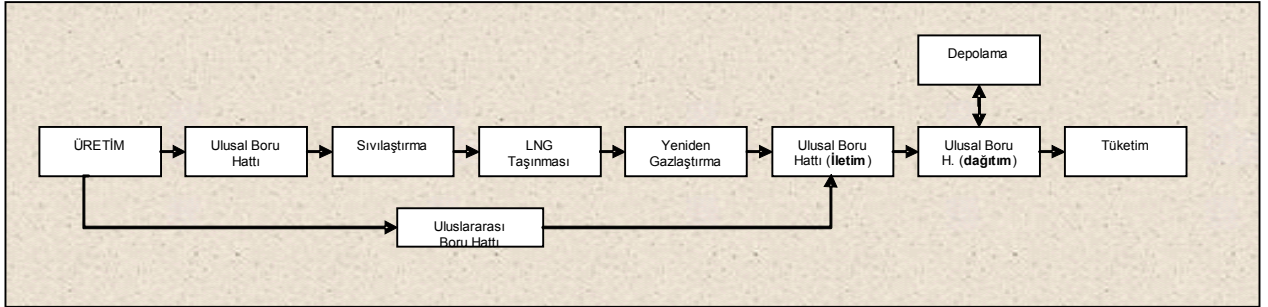 Depolama
ÜRETİM
Ulusal Boru
Hattı
Sıvılaştırma
LNG
Taşınması
Yeniden
Gazlaştırma
Ulusal Boru
Hattı (İletim)
Ulusal Boru
H. (dağıtım)
Tüketim
Uluslararası
Boru Hattı